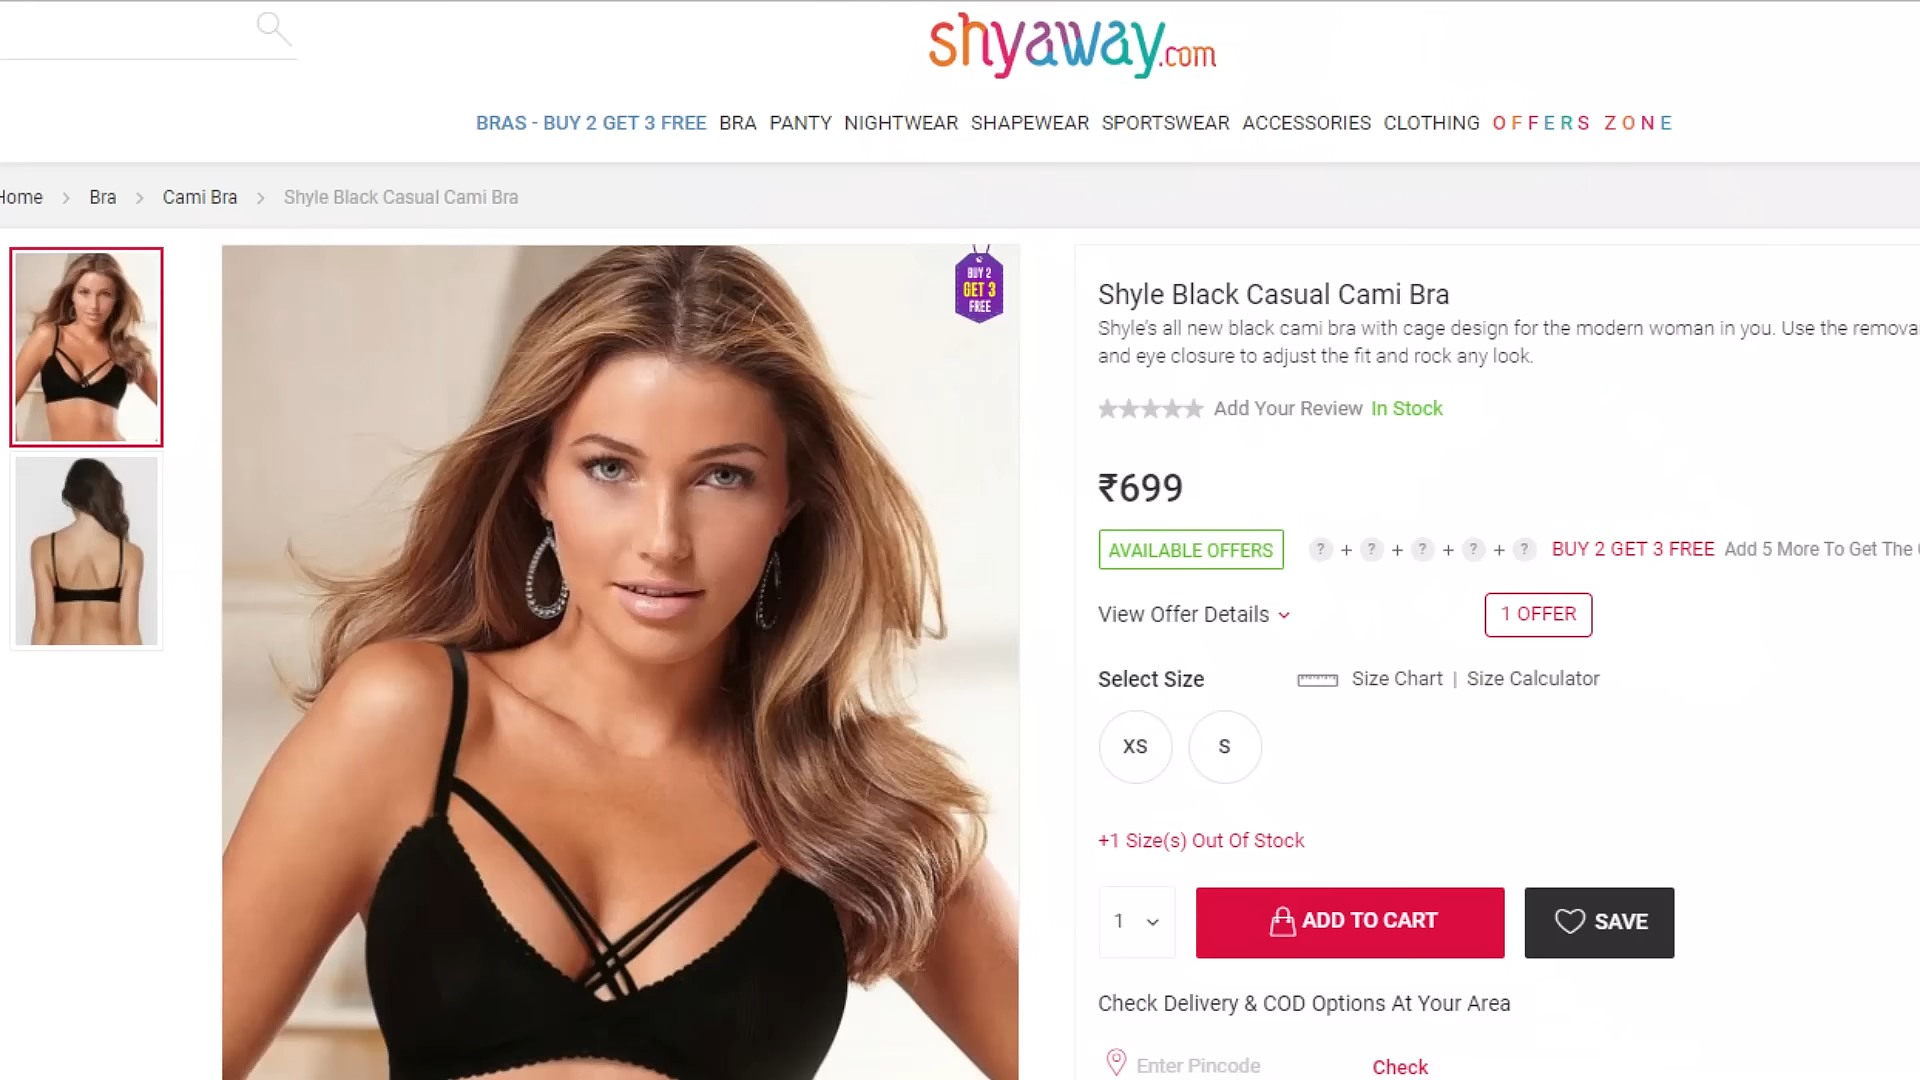 shyaway.com
BRAS - BUY 2 GET 3 FREE BRA PANTY NIGHTWEAR SHAPEWEAR SPORTSWEAR ACCESSORIES CLOTHING OFFERS ZONE
Home > Bra > Cami Bra > Shyle Black Casual Cami Bra
BUY 2
GET 3
FREE
Shyle Black Casual Cami Bra
Shyle's all new black cami bra with cage design for the modern woman in you. Use the
and eye closure to adjust the fit and rock any look.
Add Your Review In Stock
₹699
AVAILABLE OFFERS ? + ? + ? + ? + ? BUY 2 GET 3 FREE Add 5 More To Get The
View Offer Details 1 OFFER
Select Size Size Chart | Size Calculator
XS S
+1 Size(s) Out Of Stock
1 ADD TO CART SAVE
Check Delivery & COD Options At Your Area
Enter Pincode Check